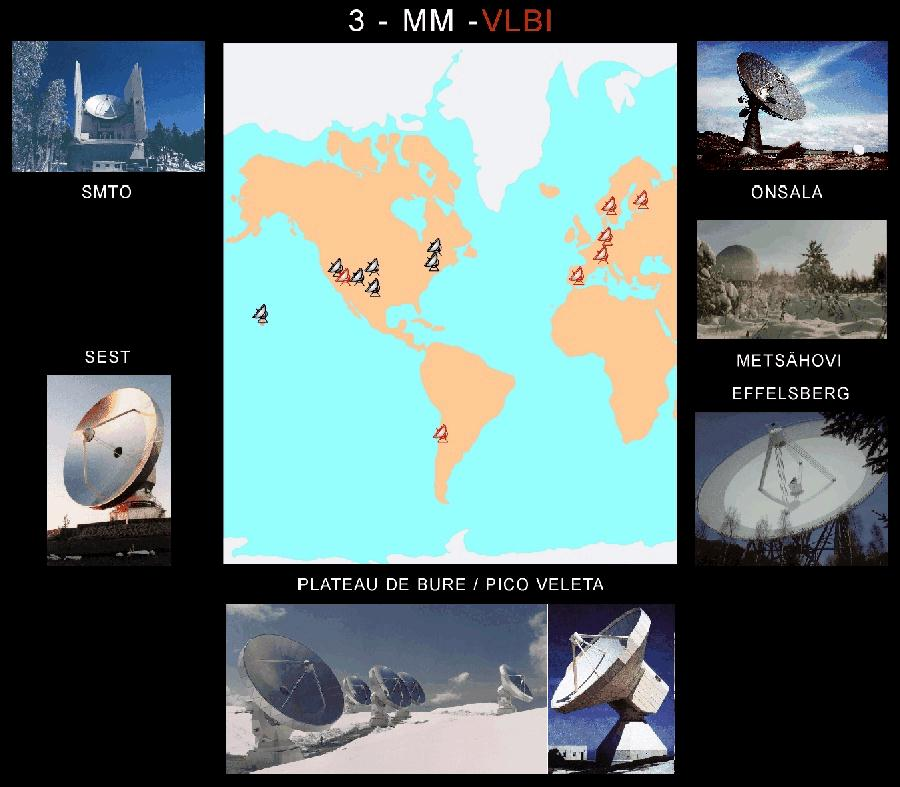 3 - MM -VLBI
SMTO
ONSALA
METSÄHOVI
SEST
EFFELSBERG
PLATEAU DE BURE / PICO VELETA